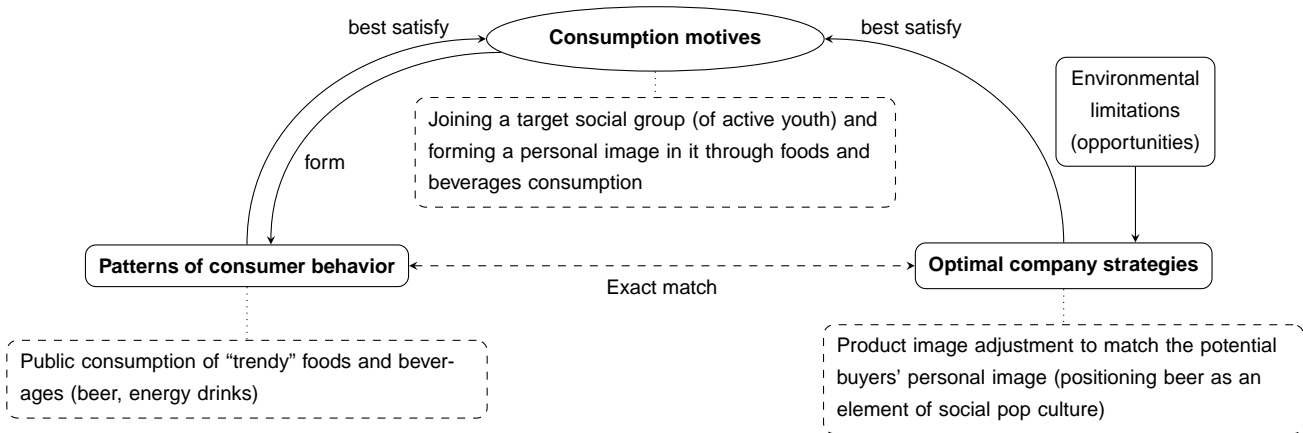 best satisfy
Consumption motives
best satisfy
Environmental
limitations
(opportunities)
Joining a target social group (of active youth) and
forming a personal image in it through foods and
beverages consumption
form
Patterns of consumer behavior
Exact match
Optimal company strategies
Public consumption of “trendy” foods and bever-
ages (beer, energy drinks)
Product image adjustment to match the potential
buyers’ personal image (positioning beer as an
element of social pop culture)